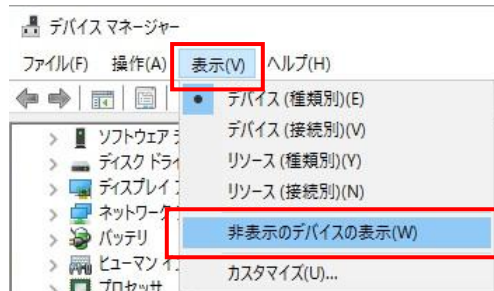 デバイス マネージャー
ファイル(F) 操作(A) 表示(V) ヘルプ(H)
デバイス (種類別)(E)
デバイス (接続別)(V)
リソース (種類別)(Y)
リソース (接続別)(N)
非表示のデバイスの表示(W)
カスタマイズ(U)...
ソフトウェア
ディスク
ディスプレイ
ネットワーク
バッテリ
ヒューマン
プロセッサ